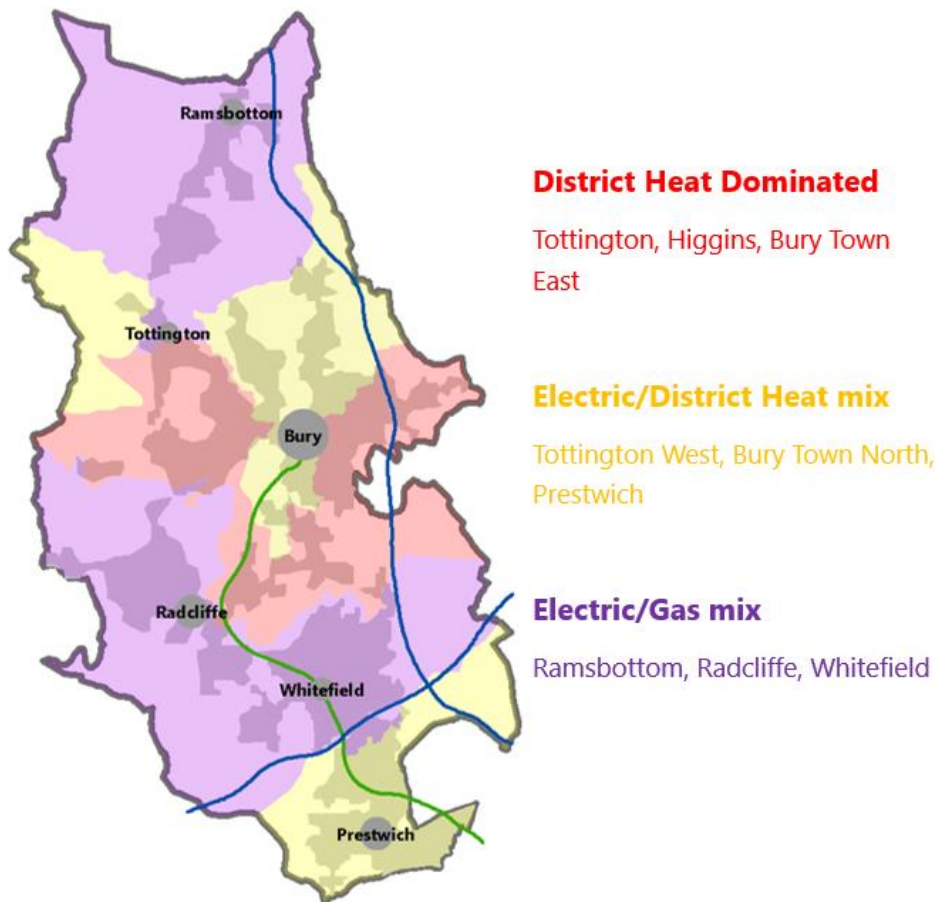 Ramsbottom
Tottington
Bury
Radcliffe
Whitefield
Prestwich
District Heat Dominated
Tottington, Higgins, Bury Town
East
Electric/District Heat mix
Tottington West, Bury Town North,
Prestwich
Electric/Gas mix
Ramsbottom, Radcliffe, Whitefield